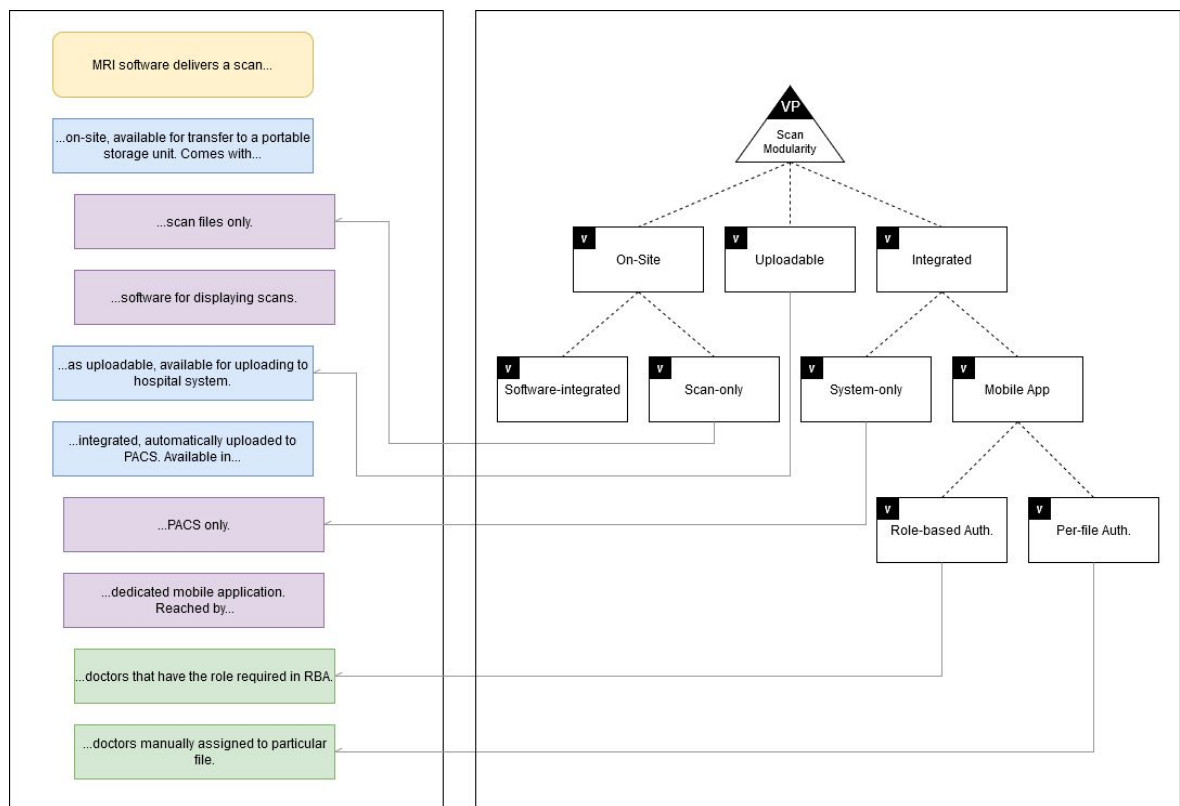 MRI software delivers a scan...
...on-site, available for transfer to a portable
storage unit. Comes with...
...scan files only.
...software for displaying scans.
...as uploadable, available for uploading to
hospital system.
...integrated, automatically uploaded to
PACS. Available in...
...PACS only.
...dedicated mobile application.
Reached by...
...doctors that have the role required in RBA.
...doctors manually assigned to particular
file.
VP
Scan
Modularity
V
On-Site
V
Uploadable
V
Integrated
V
Software-integrated
V
Scan-only
V
System-only
V
Mobile App
V
Role-based Auth.
V
Per-file Auth.